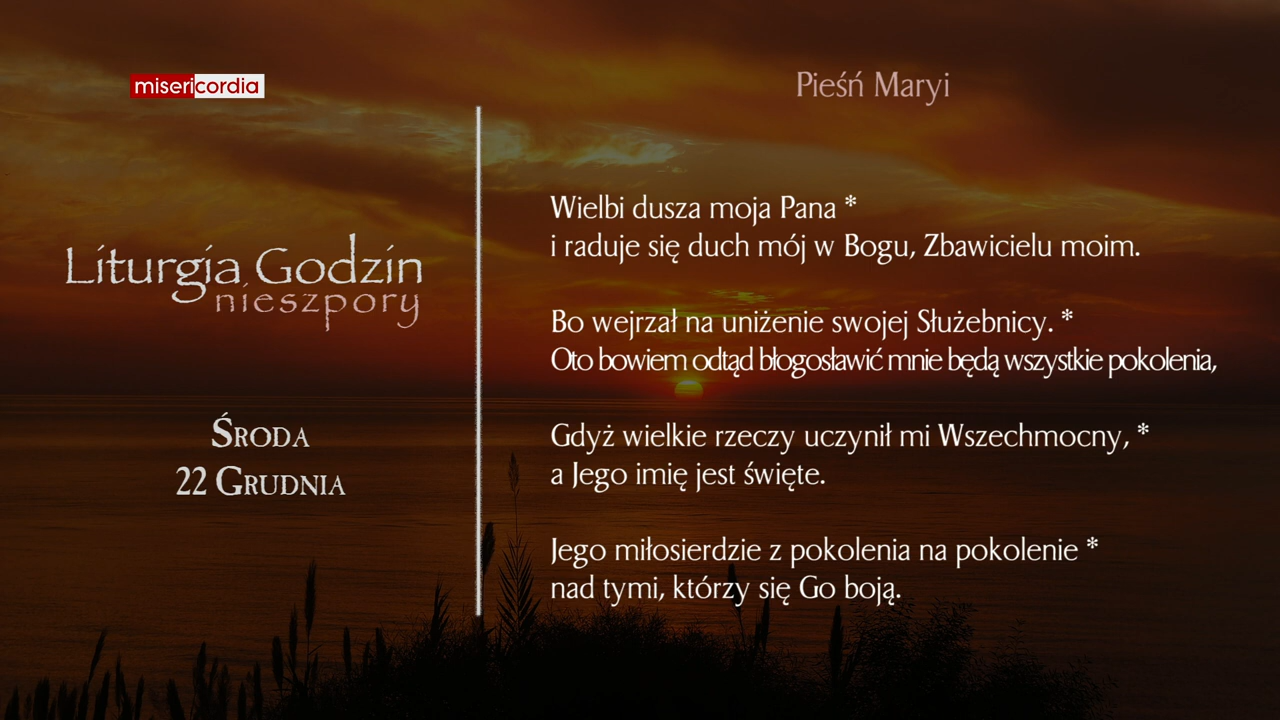 misericordia
Liturgia Godzin
nieszpory
Środa
22 Grudnia
Pieśń Maryi
Wielbi dusza moja Pana *
i raduje się duch mój w Bogu, Zbawicielu moim.
Bo wejrzał na uniżenie swojej Służebnicy. *
Oto bowiem odtąd błogosławić mnie będą wszystkie pokolenia,
Gdyż wielkie rzeczy uczynił mi Wszechmocny, *
a Jego imię jest święte.
Jego miłosierdzie z pokolenia na pokolenie *
nad tymi, którzy się Go boją.